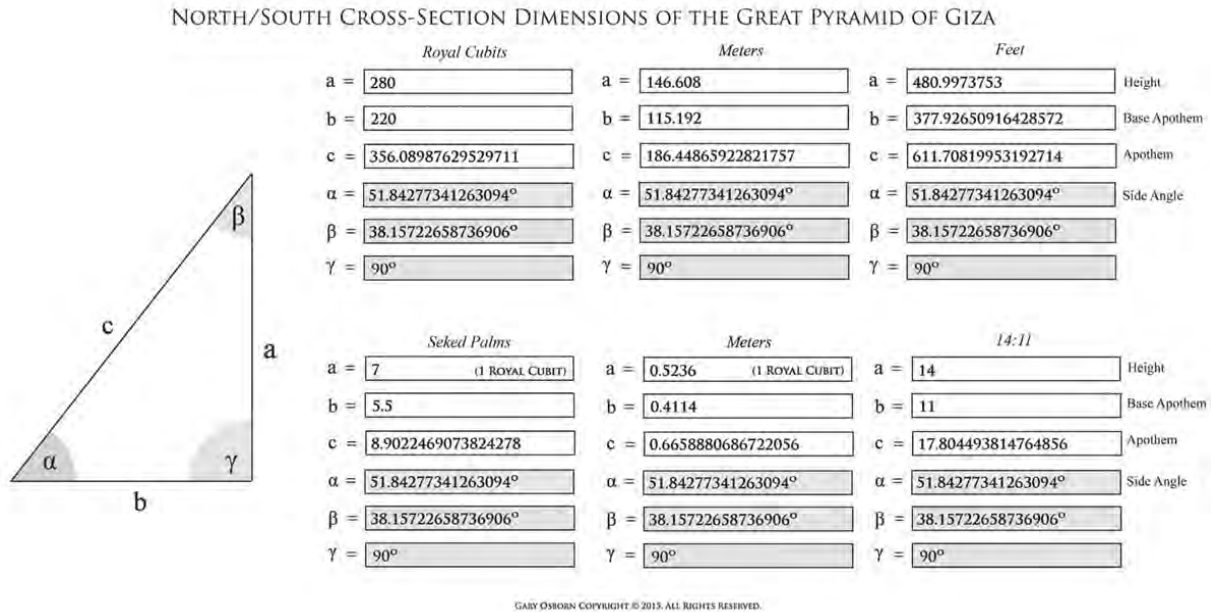 NORTH/SOUTH CROSS-SECTION DIMENSIONS OF THE GREAT PYRAMID OF GIZA
Royal Cubits Meters Feet
a = 280 a = 146.608 a = 480.9973753 Height
b = 220 b = 115.192 b = 377.92650916428572 Base Apothem
c = 356.08987629529711 c = 186.44865922821757 c = 611.70819953192714 Apothem
α = 51.84277341263094° α = 51.84277341263094° α = 51.84277341263094° Side Angle
β = 38.15722658736906° β = 38.15722658736906° β = 38.15722658736906°
γ = 90° γ = 90° γ = 90°
Seked Palms Meters 14:11
a = 7 (1 ROYAL CUBIT) a = 0.5236 (1 ROYAL CUBIT) a = 14 Height
b = 5.5 b = 0.4114 b = 11 Base Apothem
c = 8.9022469073824278 c = 0.6658880686722056 c = 17.804493814764856 Apothem
α = 51.84277341263094° α = 51.84277341263094° α = 51.84277341263094° Side Angle
β = 38.15722658736906° β = 38.15722658736906° β = 38.15722658736906°
γ = 90° γ = 90° γ = 90°
β
c
a
α
γ
b
GARY OSBORN COPYRIGHT © 2015. ALL RIGHTS RESERVED.